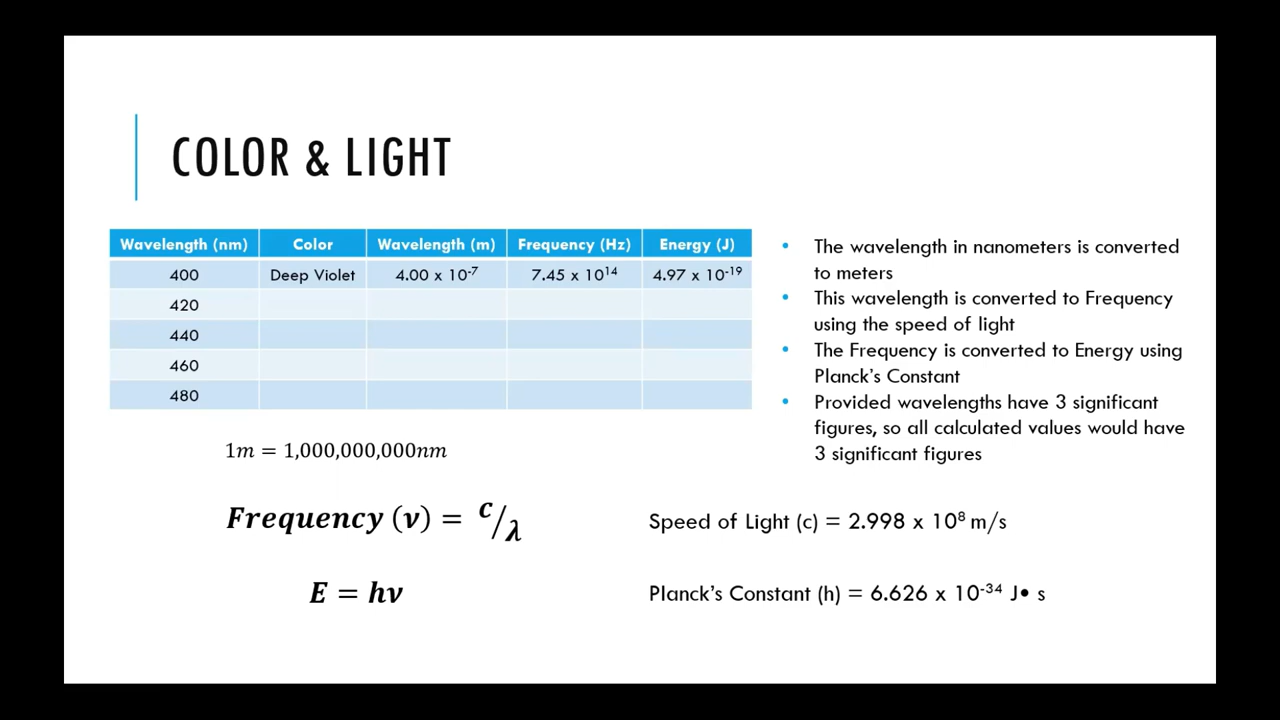 COLOR & LIGHT
Wavelength (nm) Color Wavelength (m) Frequency (Hz) Energy (J)
400 Deep Violet 4.00 x 10⁻⁷ 7.45 x 10¹⁴ 4.97 x 10⁻¹⁹
420
440
460
480
1m = 1,000,000,000nm
Frequency (ν) = c/λ
E = hν
• The wavelength in nanometers is converted
to meters
• This wavelength is converted to Frequency
using the speed of light
• The Frequency is converted to Energy using
Planck's Constant
• Provided wavelengths have 3 significant
figures, so all calculated values would have
3 significant figures
Speed of Light (c) = 2.998 x 10⁸ m/s
Planck's Constant (h) = 6.626 x 10⁻³⁴ J• s